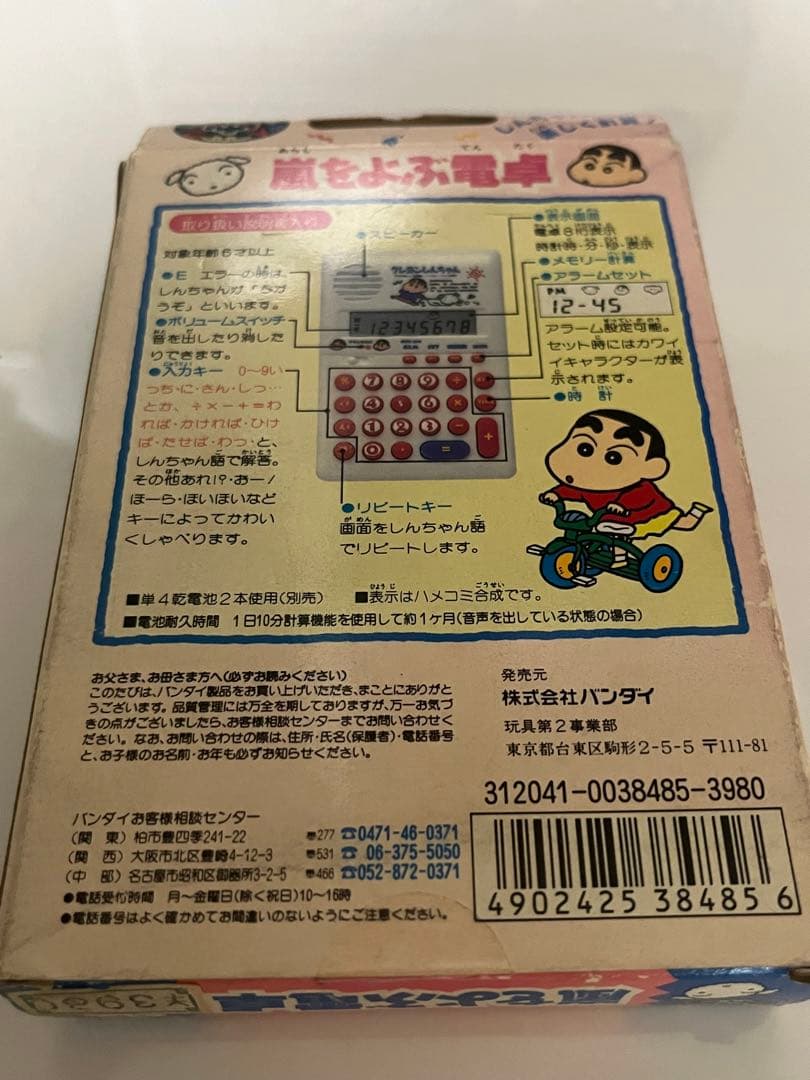 嵐をよぶ電卓
あらし
でん たく
取り扱い説明書入り
対象年齢6才以上
●E エラーの時は、
しんちゃんが「ちが
うぞ」といいます。
●ボリュームスイッチ
音を出したり消した
りできます。
●入力キー 0〜9い
っち・に・さん・しっ…
とか、÷×−+=わ
れば・かければ・ひけ
ば・たせば・わっ・と、
しんちゃん語で解答。
その他あれ!?・おー!
ほーら・ほいほいなど
キーによってかわい
くしゃべります。
●スピーカー
クレヨンしんちゃん
12345678
●リピートキー
画面をしんちゃん語
でリピートします。
●表示画面
電卓8桁表示
時計時・分・秒・表示
●メモリー計算
●アラームセット
PM
12-45
アラーム設定可能。
セット時にはカワイ
イキャラクターが表
示されます。
●時計
■単4乾電池2本使用(別売) ■表示はハメコミ合成です。
■電池耐久時間 1日10分計算機能を使用して約1ヶ月(音声を出している状態の場合)
お父さま、お母さま方へ(必ずお読みください)
このたびは、バンダイ製品をお買い上げいただき、まことにありがと
うございます。品質管理には万全を期しておりますが、万一お気づ
きの点がございましたら、お客様相談センターまでお問い合わせくだ
さい。なお、お問い合わせの際は、住所・氏名(保護者)・電話番号
と、お子様のお名前・お年も必ずお知らせください。
発売元
株式会社バンダイ
玩具第2事業部
東京都台東区駒形2-5-5 〒111-81
312041-0038485-3980
バンダイお客様相談センター
(関 東) 柏市豊四季241-22 〒277 ☎0471-46-0371
(関 西) 大阪市北区豊崎4-12-3 〒531 ☎06-375-5050
(中 部) 名古屋市昭和区御器所3-2-5 〒466 ☎052-872-0371
●電話受付時間 月〜金曜日(除く祝日)10〜16時
●電話番号はよく確かめてお間違いのないようにご注意ください。
4902425384856
嵐をよぶ電卓